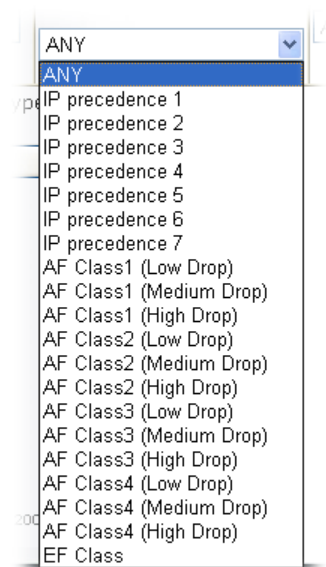 ANY
ANY
IP precedence 1
IP precedence 2
IP precedence 3
IP precedence 4
IP precedence 5
IP precedence 6
IP precedence 7
AF Class1 (Low Drop)
AF Class1 (Medium Drop)
AF Class1 (High Drop)
AF Class2 (Low Drop)
AF Class2 (Medium Drop)
AF Class2 (High Drop)
AF Class3 (Low Drop)
AF Class3 (Medium Drop)
AF Class3 (High Drop)
AF Class4 (Low Drop)
AF Class4 (Medium Drop)
AF Class4 (High Drop)
EF Class